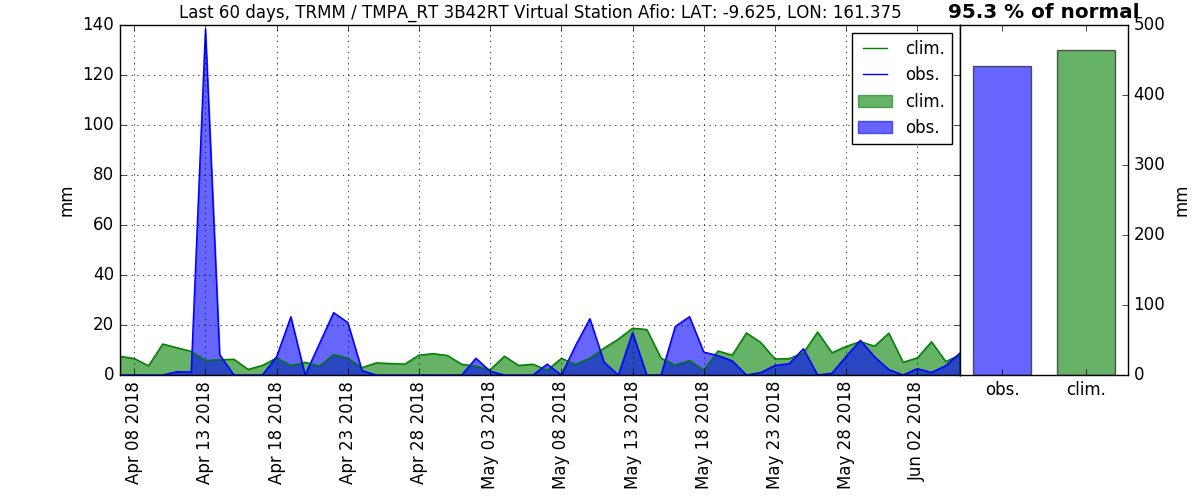 Last 60 days, TRMM / TMPA_RT 3B42RT Virtual Station Afio: LAT: -9.625, LON: 161.375
95.3 % of normal
140
120
100
80
60
40
20
0
mm
clim.
obs.
clim.
obs.
Apr 08 2018
Apr 13 2018
Apr 18 2018
Apr 23 2018
Apr 28 2018
May 03 2018
May 08 2018
May 13 2018
May 18 2018
May 23 2018
May 28 2018
Jun 02 2018
500
400
300
200
100
0
mm
obs.
clim.